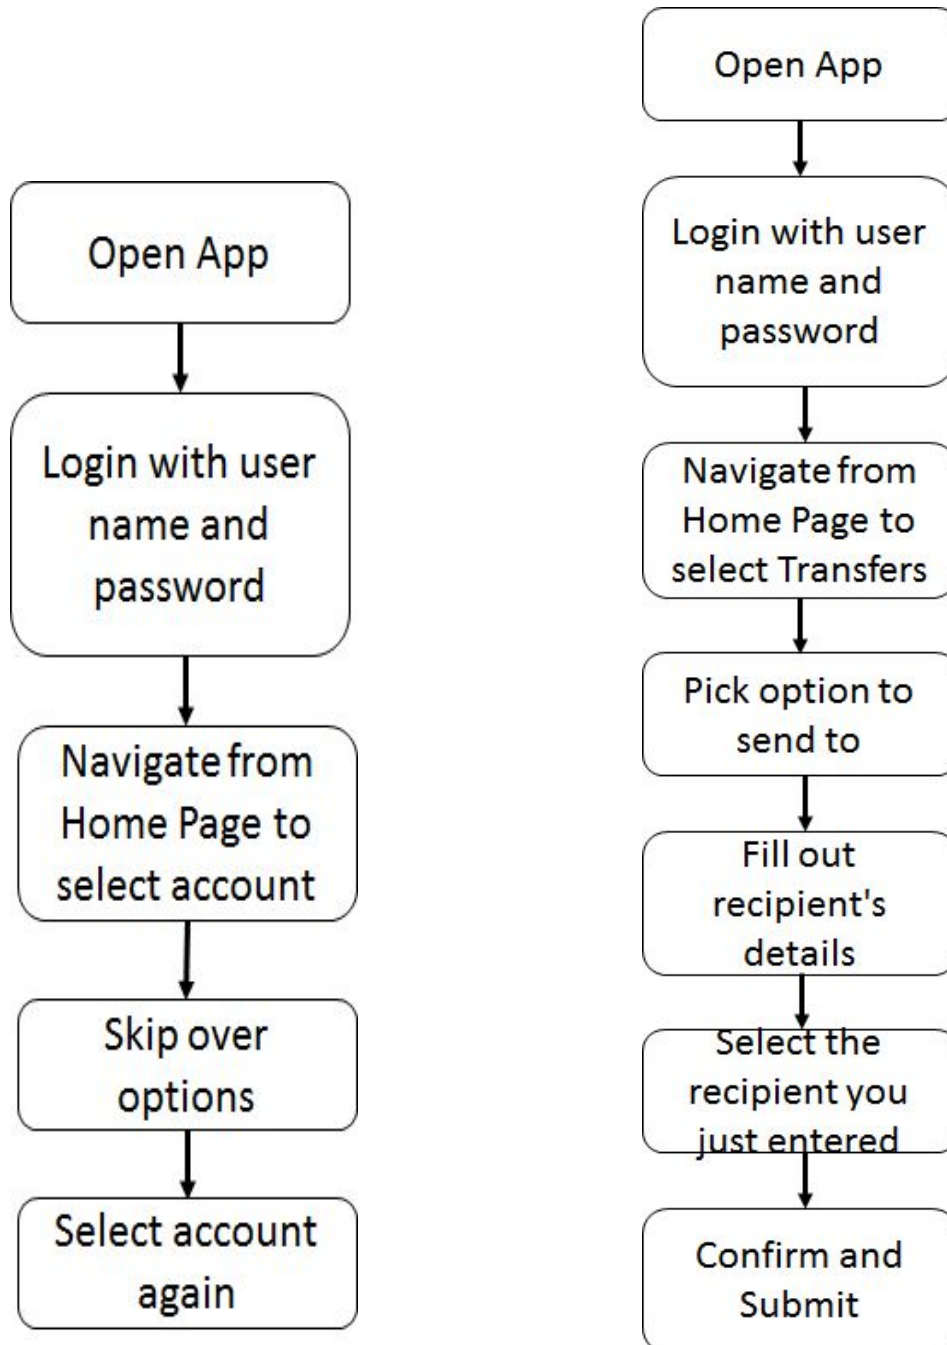 Open App
Login with user
name and
password
Navigate from
Home Page to
select account
Skip over
options
Select account
again
Open App
Login with user
name and
password
Navigate from
Home Page to
select Transfers
Pick option to
send to
Fill out
recipient's
details
Select the
recipient you
just entered
Confirm and
Submit